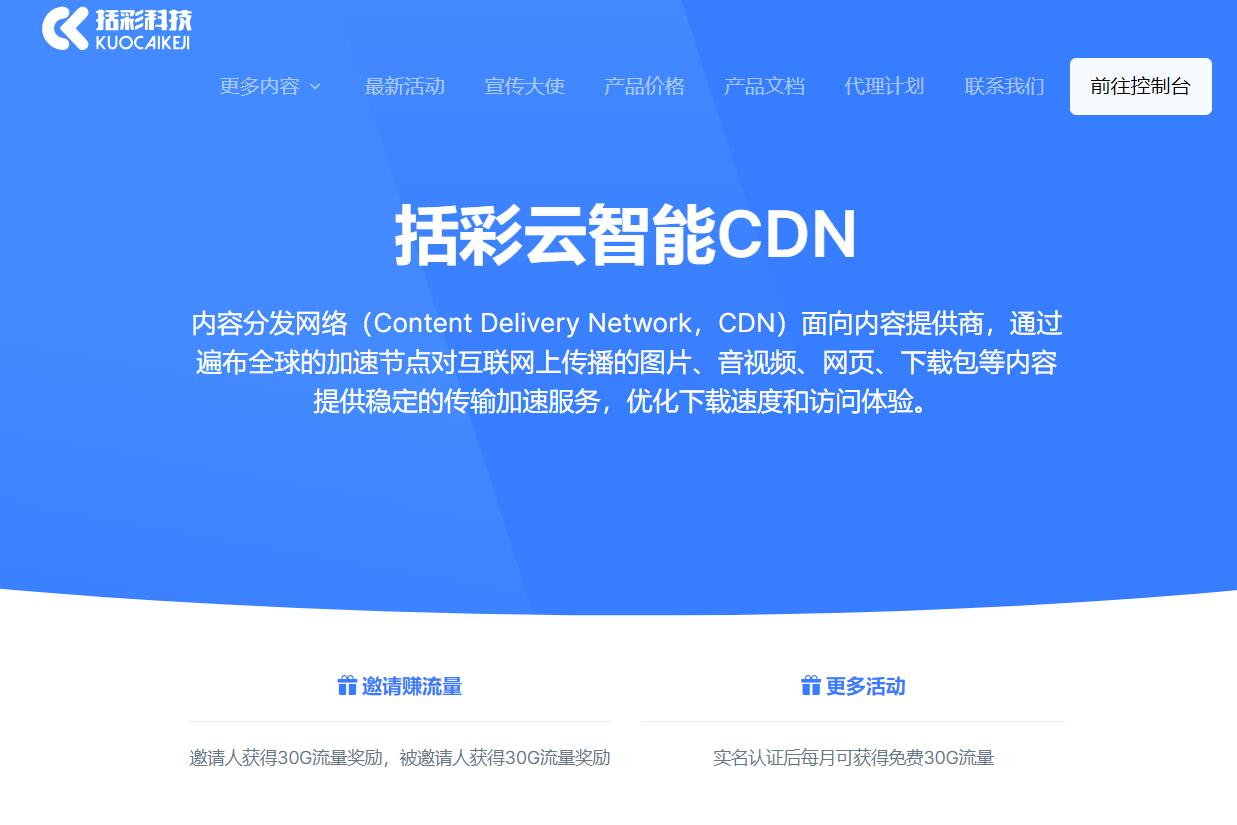 括彩科技
KUOCAIKEJI
更多内容 最新活动 宣传大使 产品价格 产品文档 代理计划 联系我们 前往控制台
括彩云智能CDN
内容分发网络（Content Delivery Network，CDN）面向内容提供商，通过
遍布全球的加速节点对互联网上传播的图片、音视频、网页、下载包等内容
提供稳定的传输加速服务，优化下载速度和访问体验。
邀请赚流量 更多活动
邀请人获得30G流量奖励，被邀请人获得30G流量奖励 实名认证后每月可获得免费30G流量